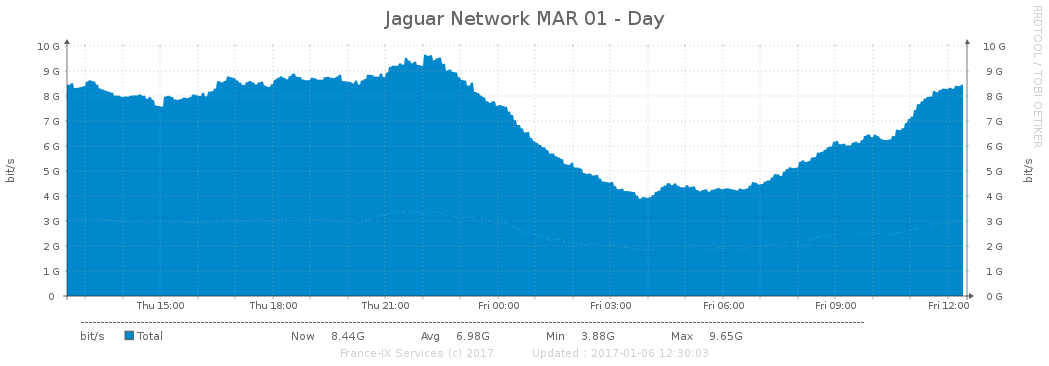 Jaguar Network MAR 01 - Day
RRDTOOL / TOBI OETIKER
10 G 10 G
9 G 9 G
8 G 8 G
7 G 7 G
6 G 6 G
5 G 5 G
4 G 4 G
3 G 3 G
2 G 2 G
1 G 1 G
0 0 G
bit/s
bit/s
Thu 15:00 Thu 18:00 Thu 21:00 Fri 00:00 Fri 03:00 Fri 06:00 Fri 09:00 Fri 12:00
bit/s Total Now 8.44G Avg 6.98G Min 3.88G Max 9.65G
France-IX Services (c) 2017 Updated : 2017-01-06 12:30:03